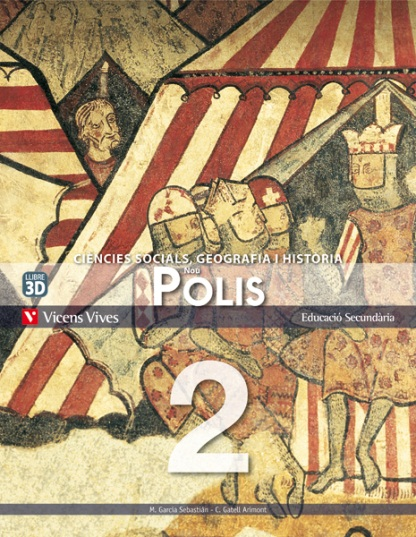 CIÈNCIES SOCIALS, GEOGRAFIA I HISTÒRIA
Nou
POLIS
LLIBRE
3D
V Vicens Vives
Educació Secundària
2
M. García Sebastián - C. Gatell Arimont